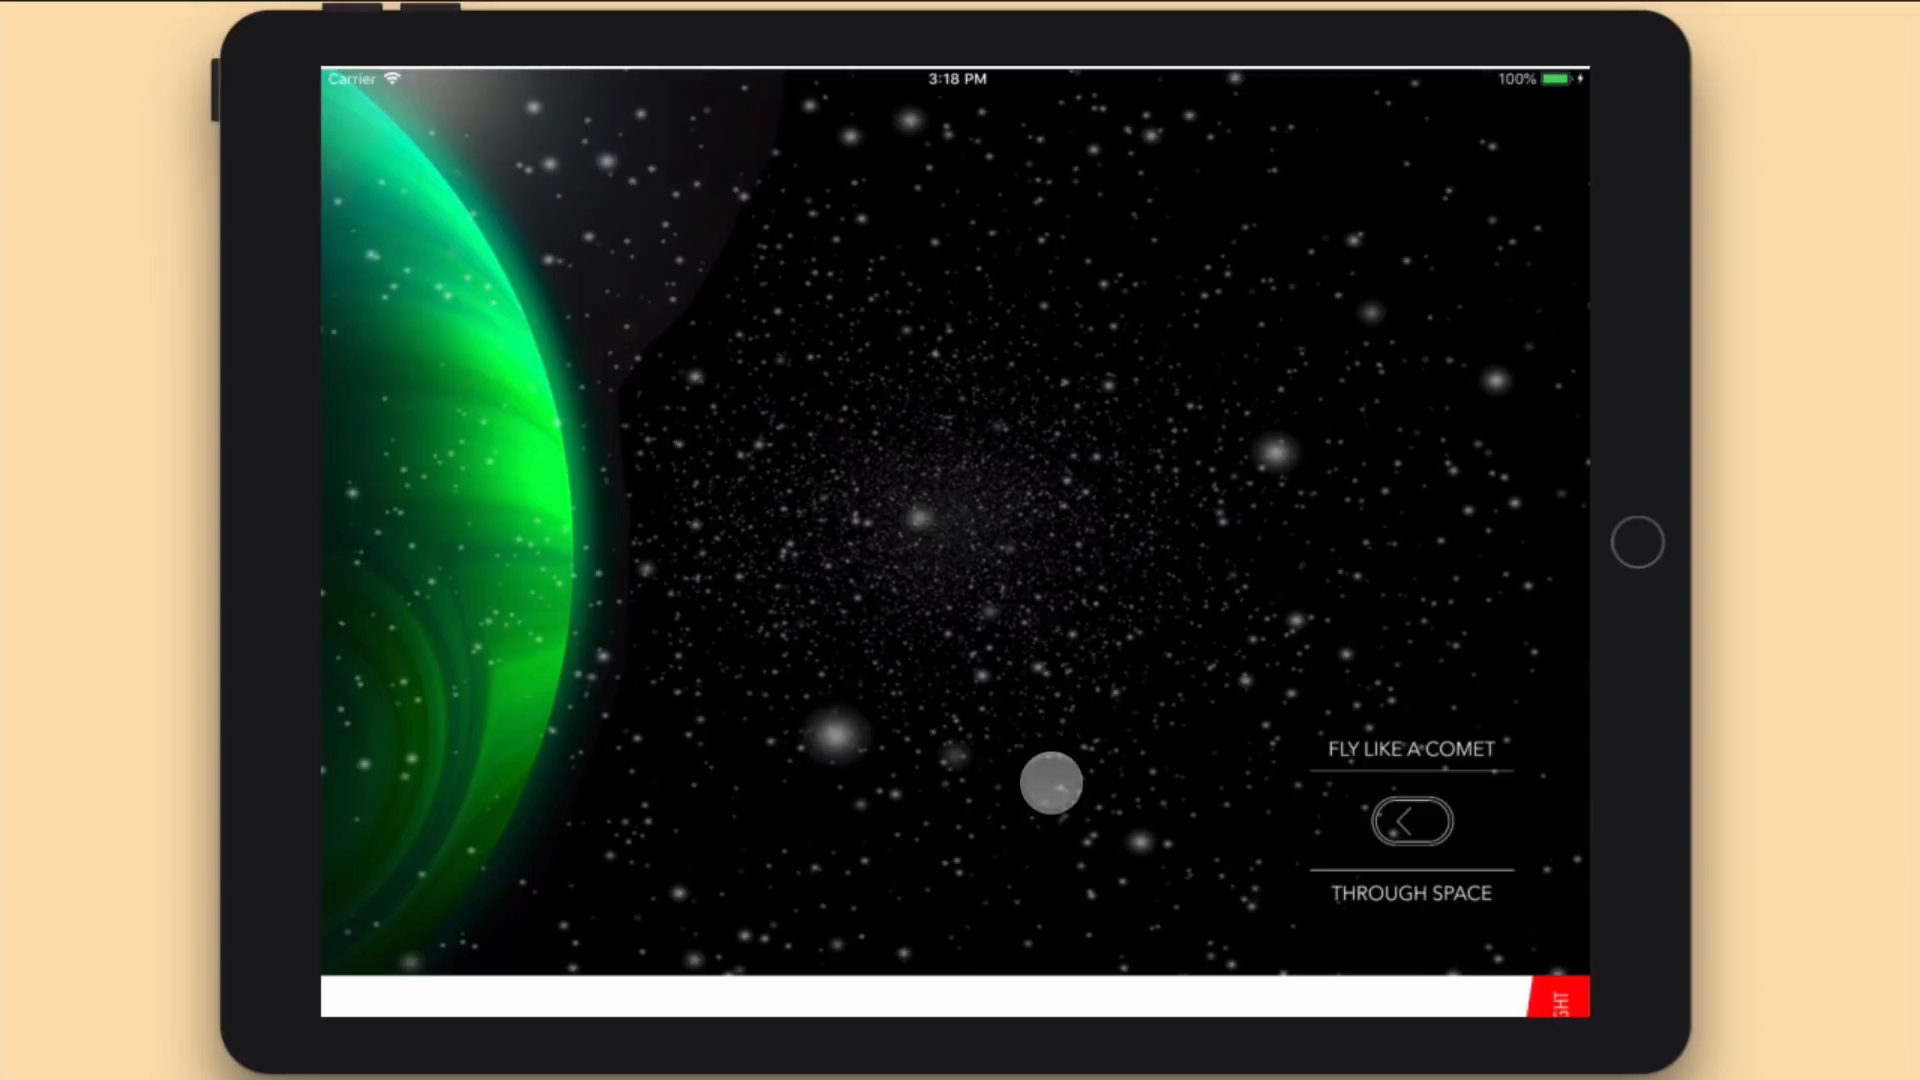 Carrier
3:18 PM
100%
FLY LIKE A COMET
THROUGH SPACE